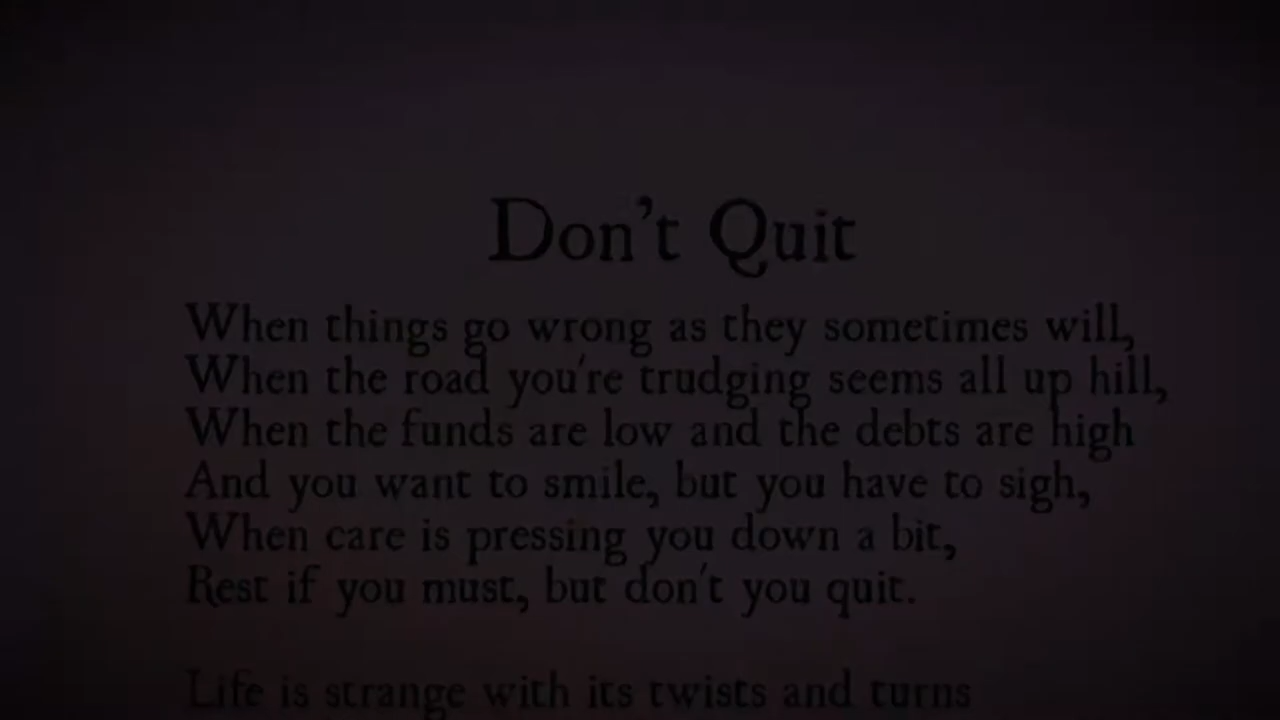 Don't Quit
When things go wrong as they sometimes will,
When the road you're trudging seems all up hill,
When the funds are low and the debts are high
And you want to smile, but you have to sigh,
When care is pressing you down a bit,
Rest if you must, but don't you quit.
Life is strange with its twists and turns